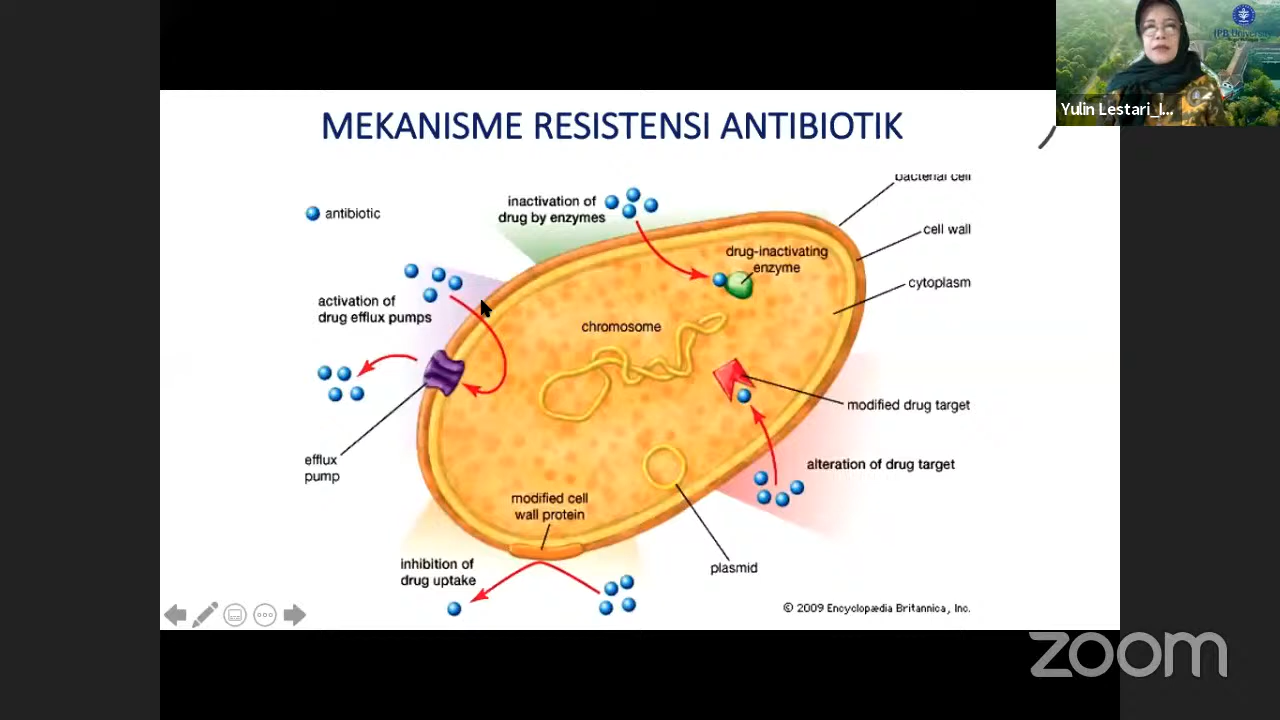 MEKANISME RESISTENSI ANTIBIOTIK
IPB University
Yulin Lestari_I...
bacterial cell
antibiotic
inactivation of
drug by enzymes
cell wall
drug-inactivating
enzyme
cytoplasm
activation of
drug efflux pumps
chromosome
modified drug target
alteration of drug target
efflux
pump
modified cell
wall protein
inhibition of
drug uptake
plasmid
© 2009 Encyclopædia Britannica, Inc.
zoom